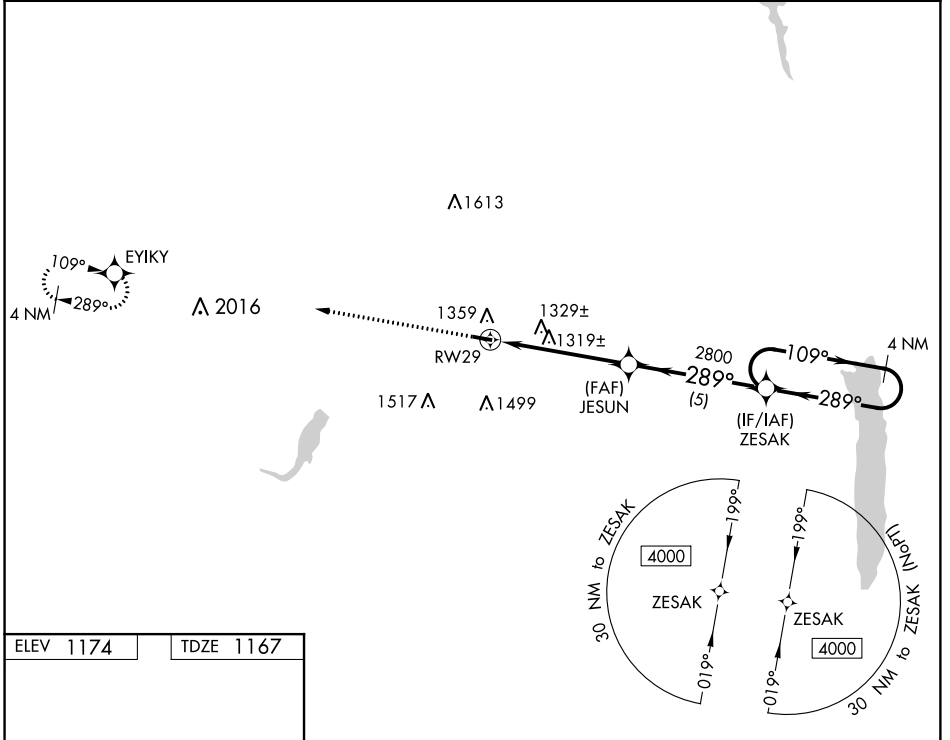 1613
EYIKY
109°
289°
4 NM
2016
1359
1329±
1319±
RW29
2800
289°
(5)
(FAF)
JESUN
109°
4 NM
289°
(IF/IAF)
ZESAK
1517
1499
30 NM to ZESAK
4000
199°
ZESAK
019°
199°
ZESAK
4000
019°
30 NM to ZESAK (NoPT)
ELEV 1174
TDZE 1167